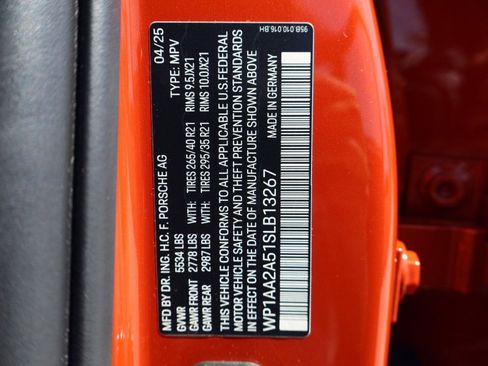 MFD BY DR. ING. H.C. F. PORSCHE AG 04/25
GVWR 5534 LBS TYPE: MPV
GAWR FRONT 2778 LBS WITH: TIRES 265/40 R21 RIMS 9.5JX21
GAWR REAR 2987 LBS WITH: TIRES 295/35 R21 RIMS 10.0JX21
THIS VEHICLE CONFORMS TO ALL APPLICABLE U.S. FEDERAL
MOTOR VEHICLE SAFETY AND THEFT PREVENTION STANDARDS
IN EFFECT ON THE DATE OF MANUFACTURE SHOWN ABOVE
WP1AA2A51SLB13267 MADE IN GERMANY
95B.010.016.BH